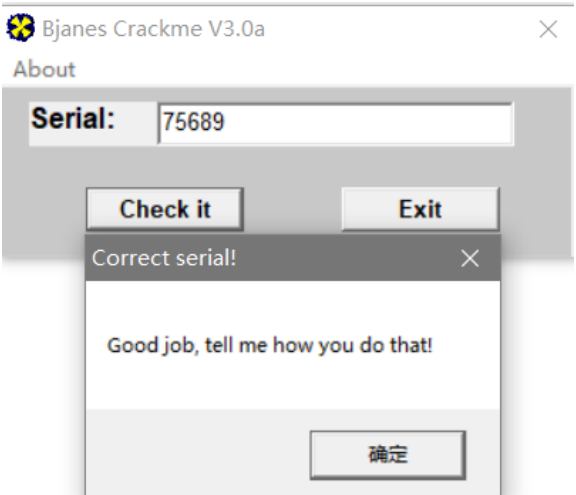 Bjanes Crackme V3.0a
About
Serial: 75689
Check it Exit
Correct serial!
Good job, tell me how you do that!
确定